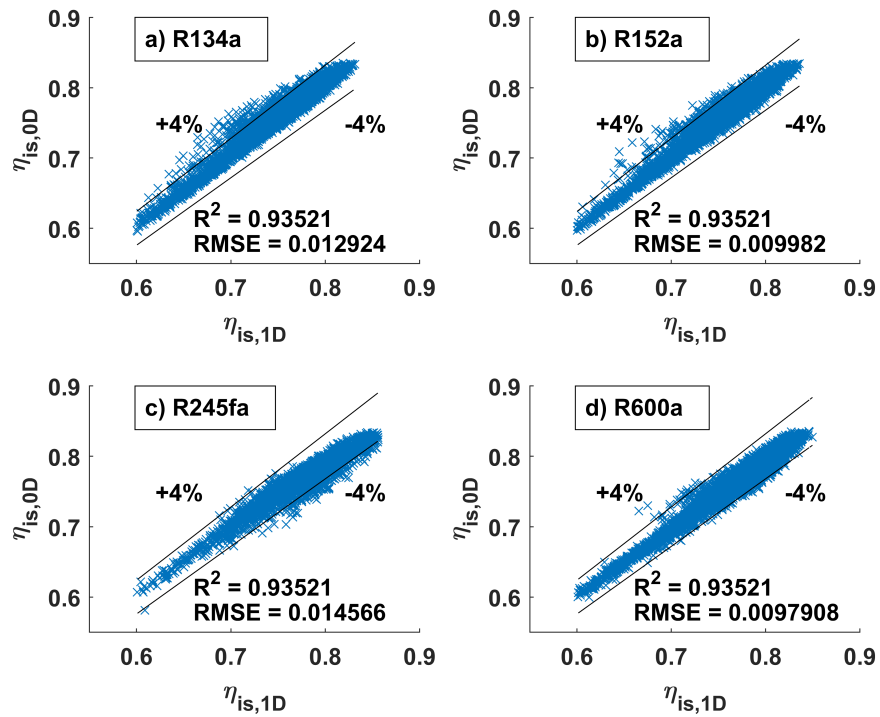 0.9
a) R134a
0.8
+4%
-4%
0.7
R² = 0.93521
0.6
RMSE = 0.012924
0.6 0.7 0.8 0.9
η_is,0D
η_is,1D
0.9
b) R152a
0.8
+4%
-4%
0.7
R² = 0.93521
0.6
RMSE = 0.009982
0.6 0.7 0.8 0.9
η_is,0D
η_is,1D
0.9
c) R245fa
0.8
+4%
-4%
0.7
R² = 0.93521
0.6
RMSE = 0.014566
0.6 0.7 0.8 0.9
η_is,0D
η_is,1D
0.9
d) R600a
0.8
+4%
-4%
0.7
R² = 0.93521
0.6
RMSE = 0.0097908
0.6 0.7 0.8 0.9
η_is,0D
η_is,1D